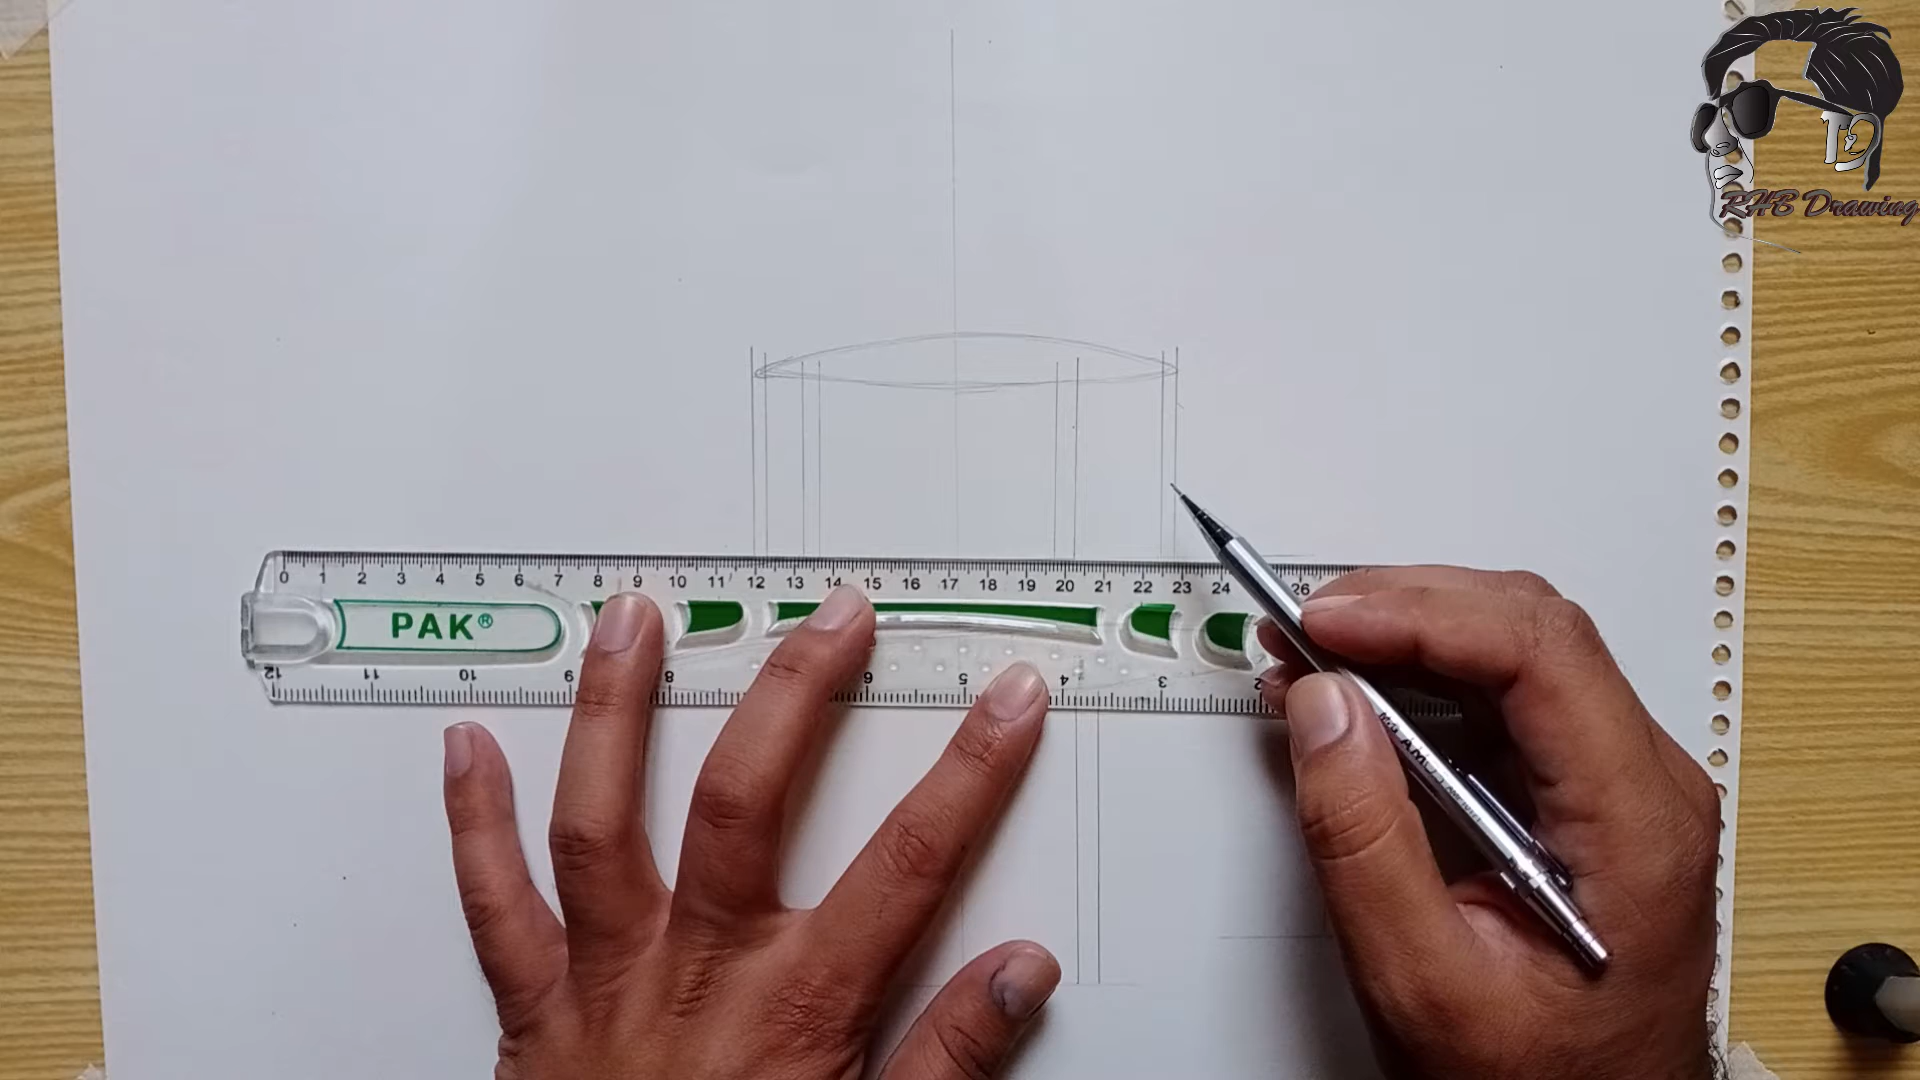 RHB Drawing
0 1 2 3 4 5 6 7 8 9 10 11 12 13 14 15 16 17 18 19 20 21 22 23 24 26
PAK®
12 11 10 9 8 6 5 4 3 2